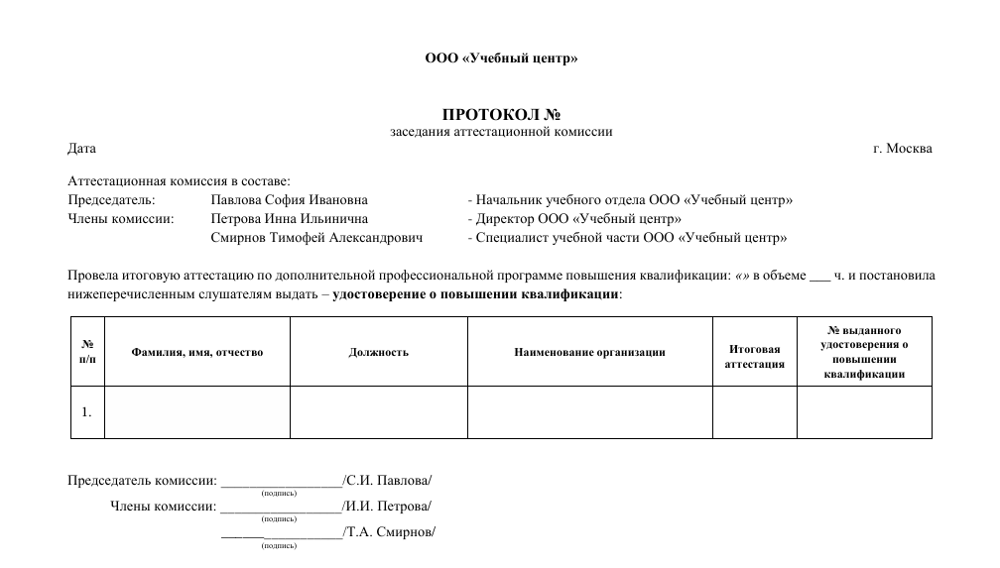 ООО «Учебный центр»
ПРОТОКОЛ №
заседания аттестационной комиссии
Дата г. Москва
Аттестационная комиссия в составе:
Председатель: Павлова София Ивановна - Начальник учебного отдела ООО «Учебный центр»
Члены комиссии: Петрова Инна Ильинична - Директор ООО «Учебный центр»
Смирнов Тимофей Александрович - Специалист учебной части ООО «Учебный центр»
Провела итоговую аттестацию по дополнительной профессиональной программе повышения квалификации: «» в объеме ___ ч. и постановила
нижеперечисленным слушателям выдать – удостоверение о повышении квалификации:
№
п/п
Фамилия, имя, отчество
Должность
Наименование организации
Итоговая
аттестация
№ выданного
удостоверения о
повышении
квалификации
1.
Председатель комиссии: _________________/С.И. Павлова/
(подпись)
Члены комиссии: _________________/И.И. Петрова/
(подпись)
_________________/Т.А. Смирнов/
(подпись)